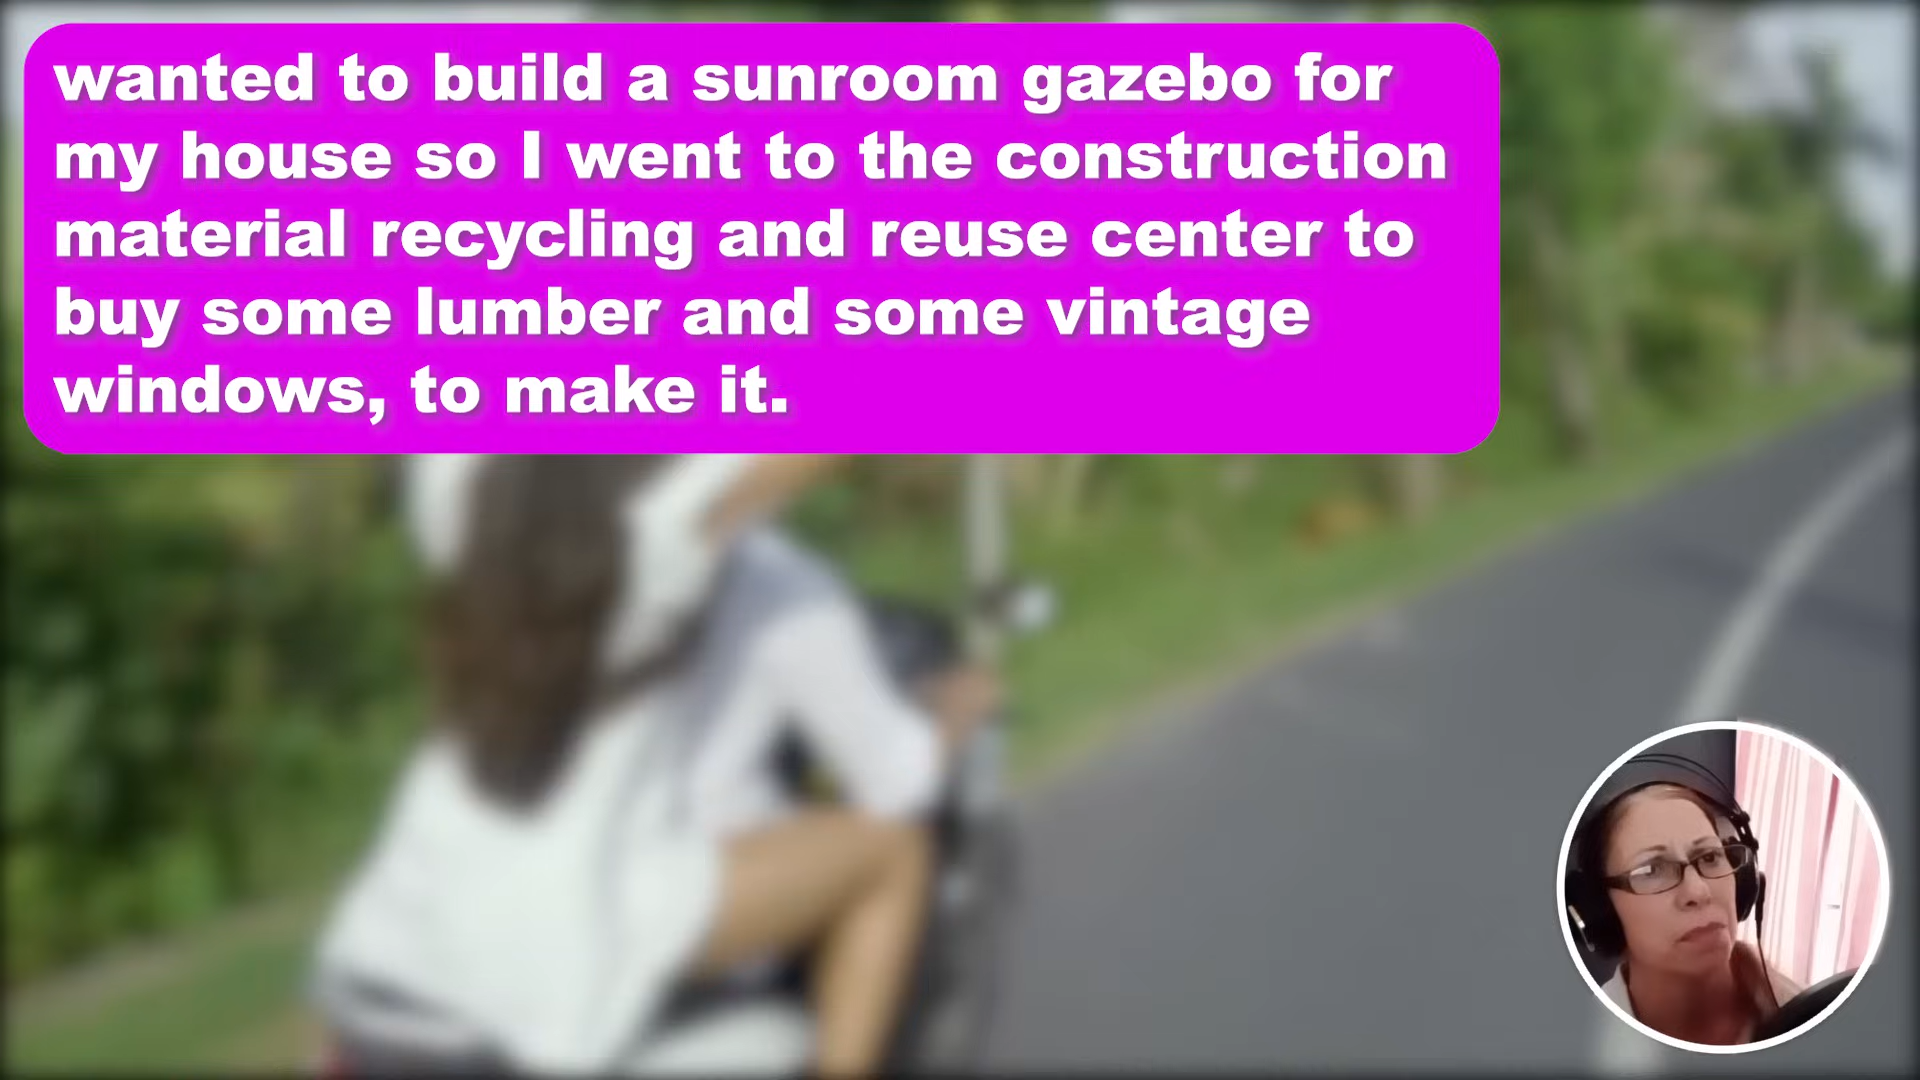 wanted to build a sunroom gazebo for
my house so I went to the construction
material recycling and reuse center to
buy some lumber and some vintage
windows, to make it.